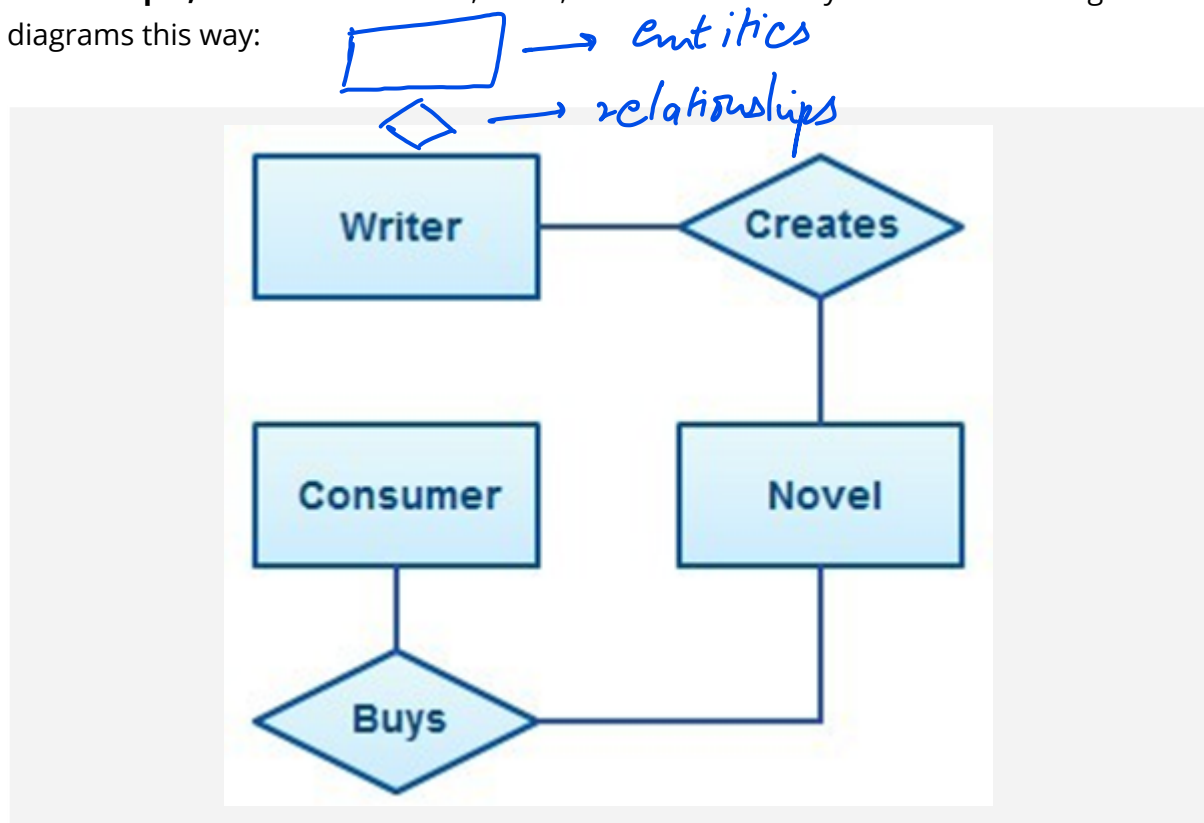 diagrams this way:
→ entities
→ relationships
Writer
Creates
Consumer
Novel
Buys